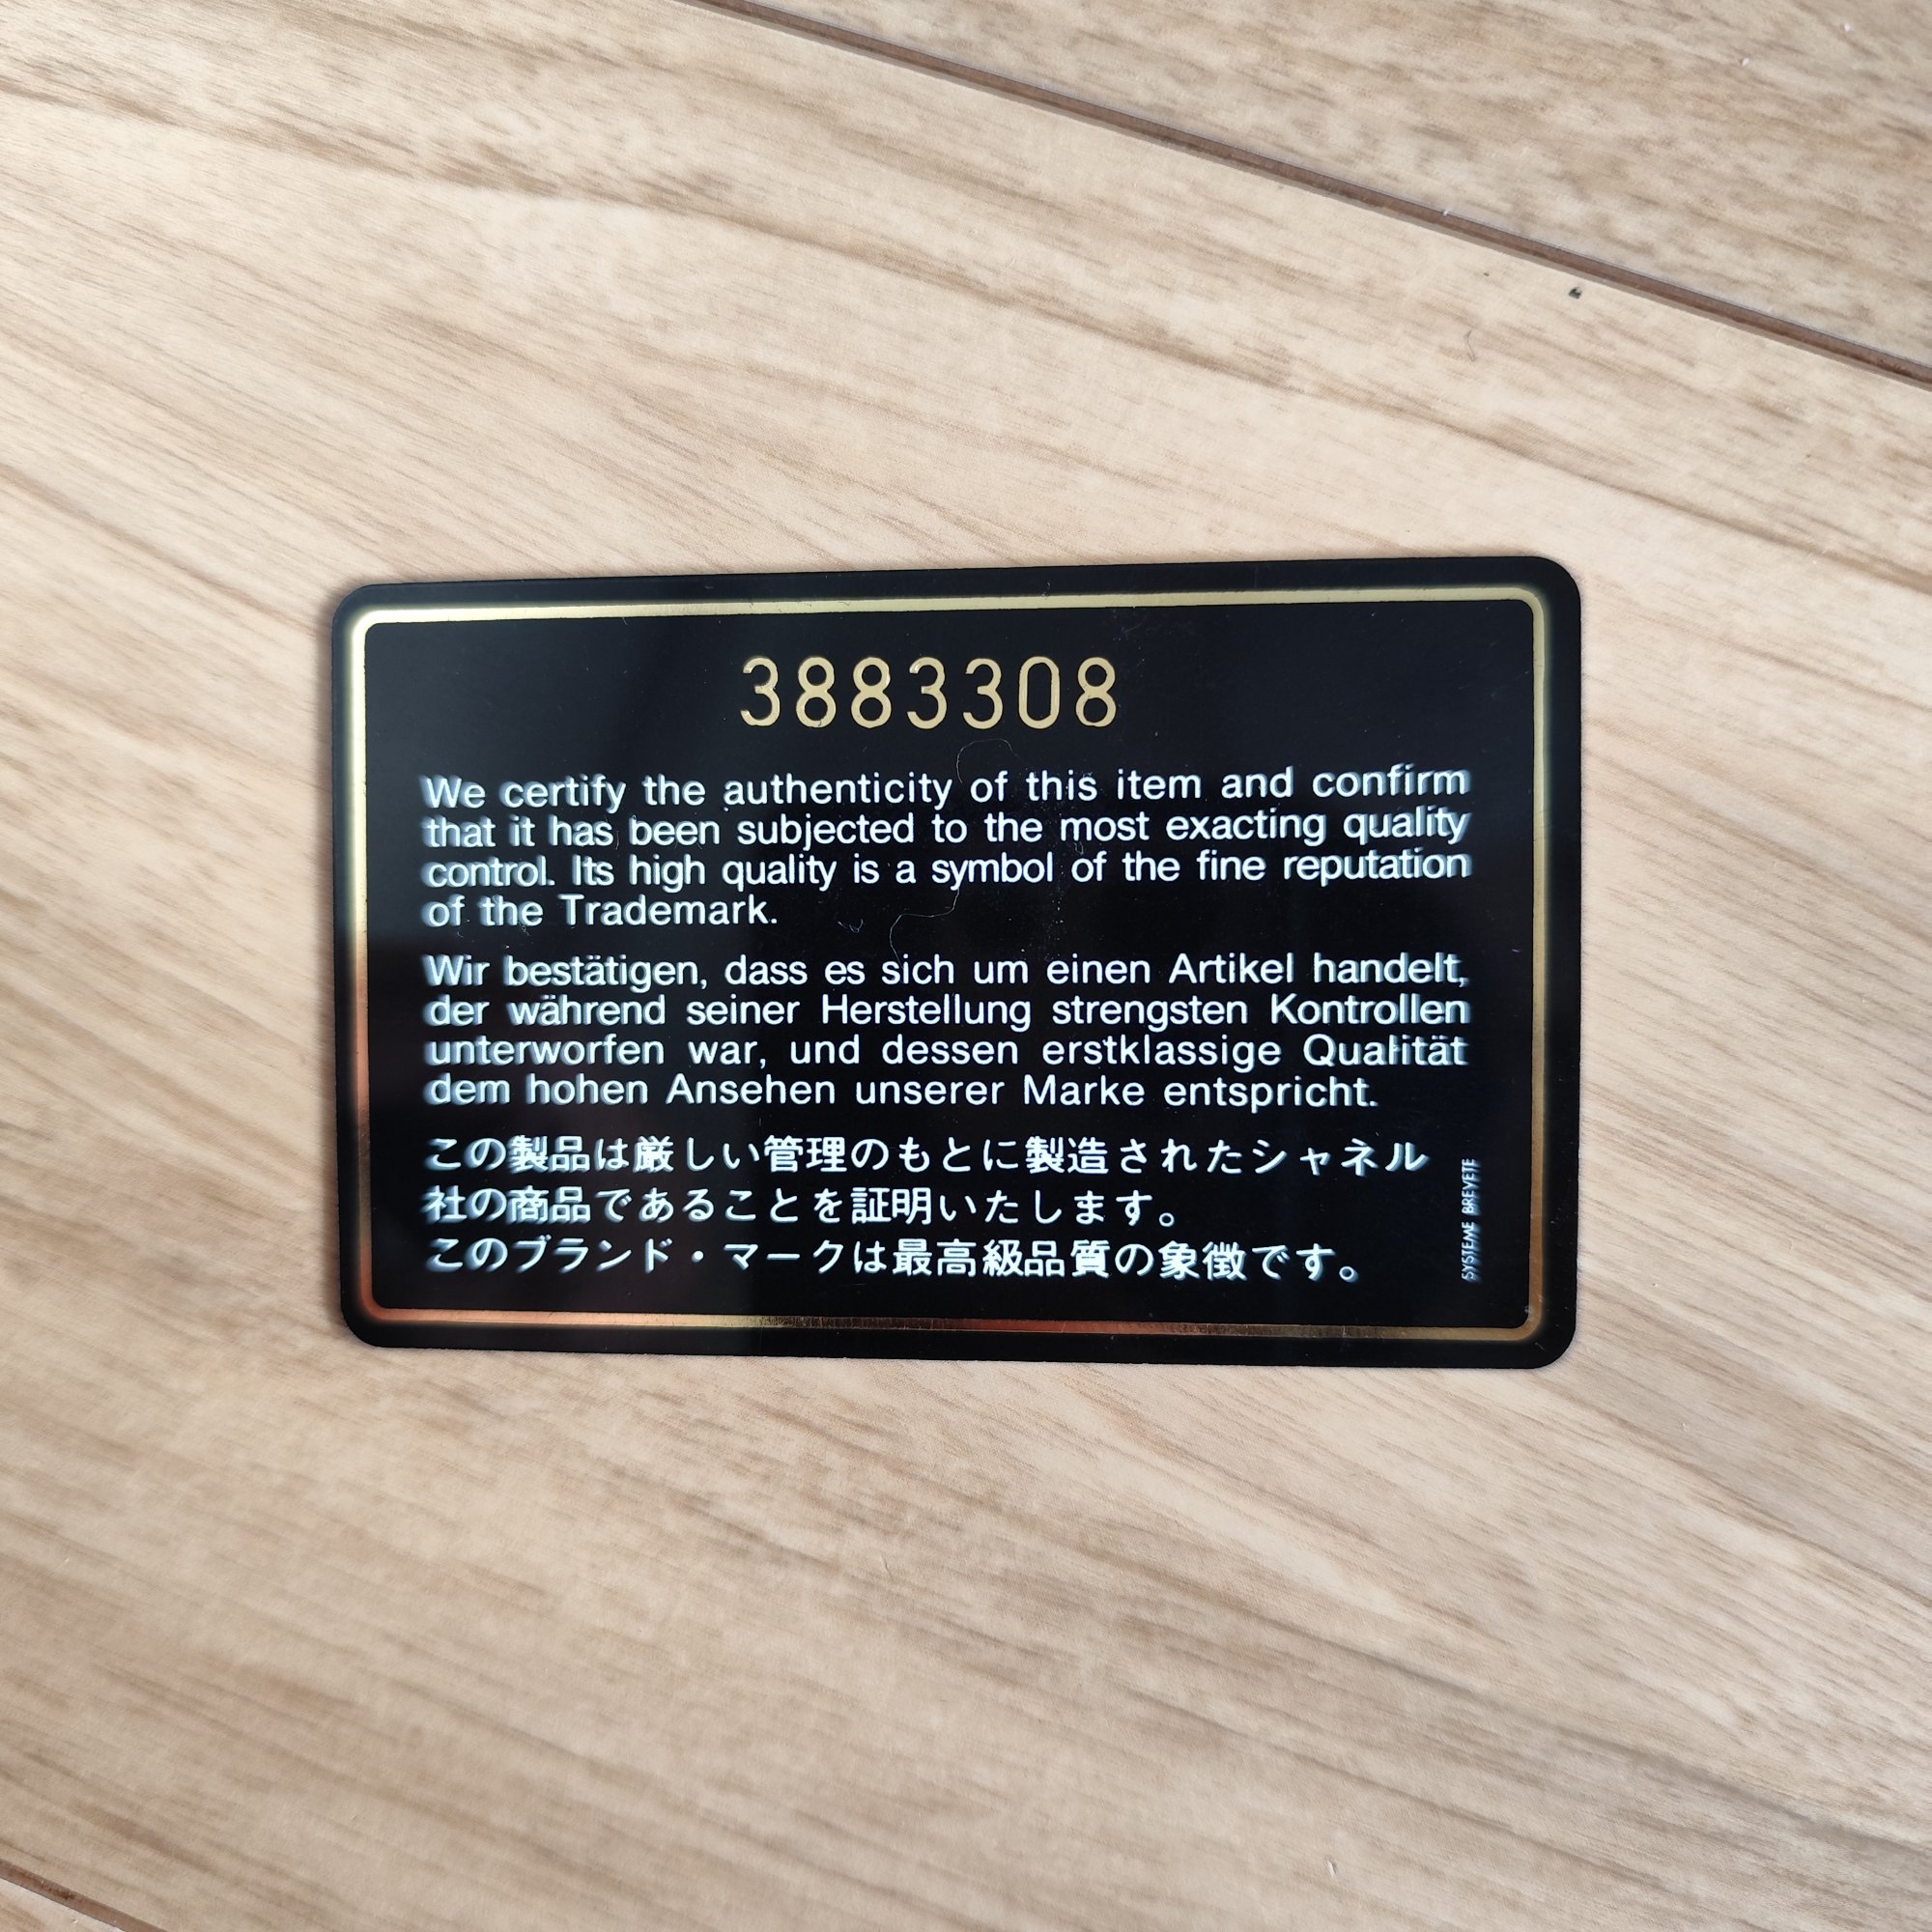 3883308
We certify the authenticity of this item and confirm
that it has been subjected to the most exacting quality
control. Its high quality is a symbol of the fine reputation
of the Trademark.
Wir bestätigen, dass es sich um einen Artikel handelt,
der während seiner Herstellung strengsten Kontrollen
unterworfen war, und dessen erstklassige Qualität
dem hohen Ansehen unserer Marke entspricht.
この製品は厳しい管理のもとに製造されたシャネル
社の商品であることを証明いたします。
このブランド・マークは最高級品質の象徴です。
SYSTEME BREVETE